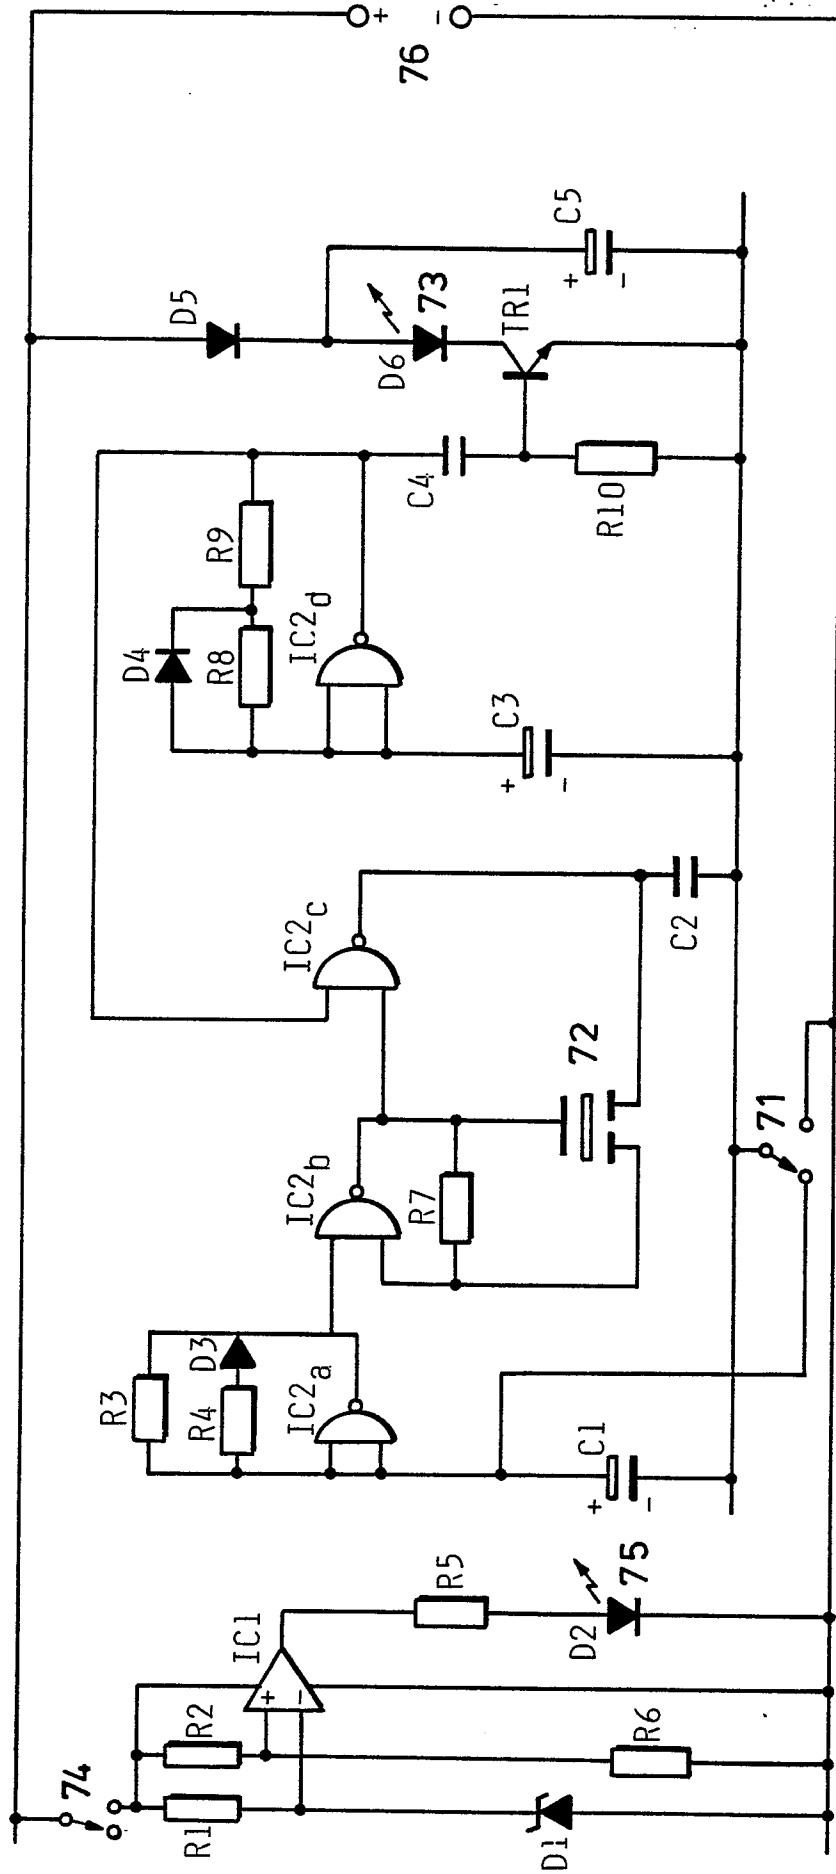 74
R1
R2
IC1
+
−
D1
R6
R5
D2
75
R3
R4
D3
IC2a
C1
+
−
IC2b
R7
72
71
IC2c
C2
D4
R8
R9
IC2d
C3
+
−
C4
R10
D5
D6
73
TR1
C5
+
−
76
+
−